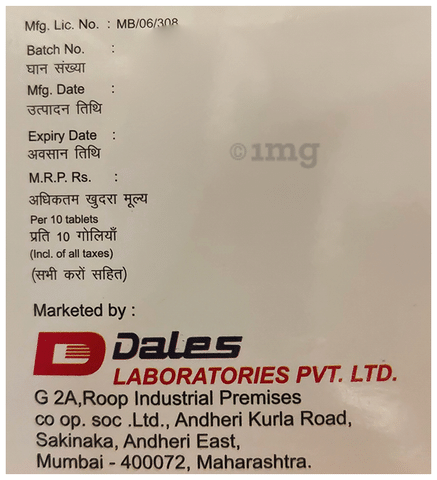 Mfg. Lic. No. : MB/06/308
Batch No. :
घान संख्या
Mfg. Date :
उत्पादन तिथि
Expiry Date :
अवसान तिथि
©1mg
M.R.P. Rs. :
अधिकतम खुदरा मूल्य
Per 10 tablets
प्रति 10 गोलियाँ
(Incl. of all taxes)
(सभी करों सहित)
Marketed by :
Dales
LABORATORIES PVT. LTD.
G 2A,Roop Industrial Premises
co op. soc .Ltd., Andheri Kurla Road,
Sakinaka, Andheri East,
Mumbai - 400072, Maharashtra.